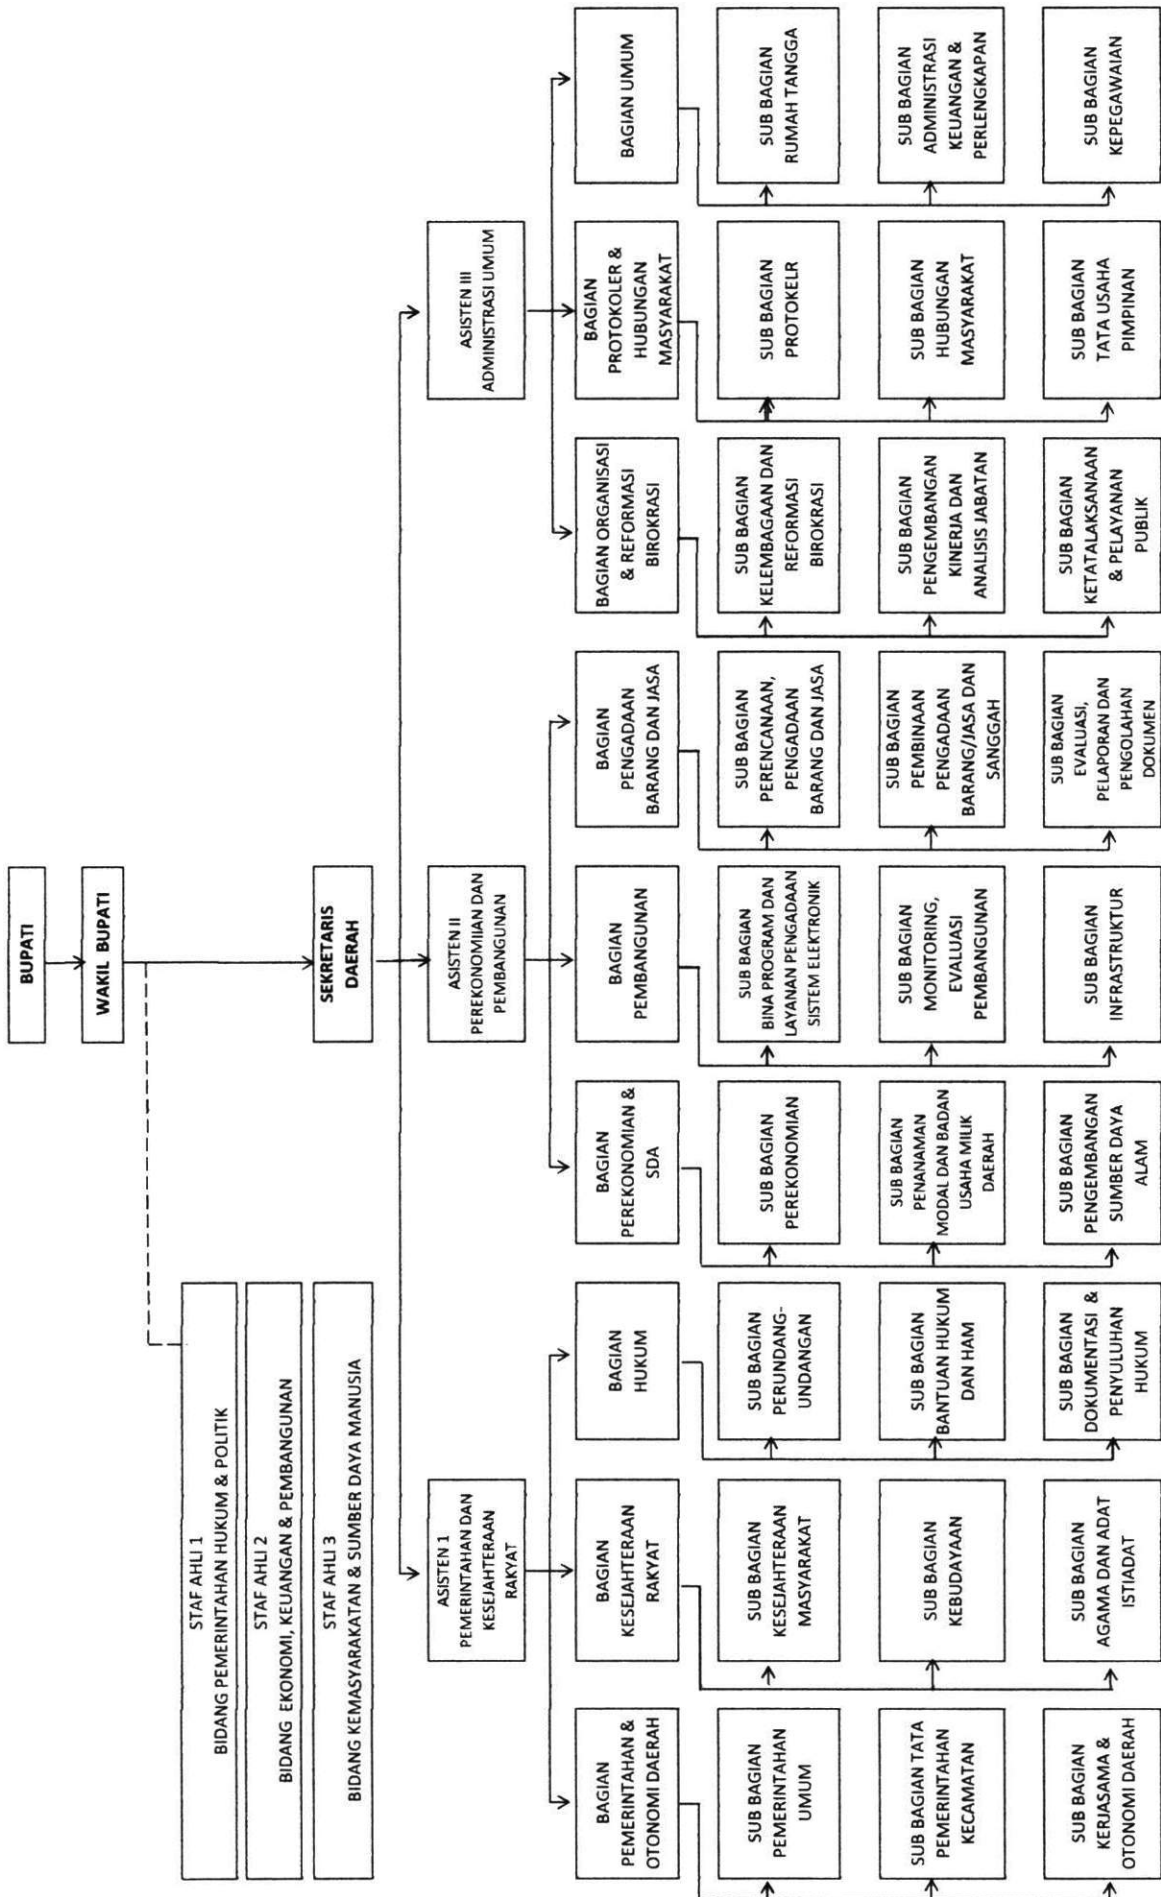 BUPATI
WAKIL BUPATI
STAF AHLI 1
BIDANG PEMERINTAHAN HUKUM & POLITIK
STAF AHLI 2
BIDANG EKONOMI, KEUANGAN & PEMBANGUNAN
STAF AHLI 3
BIDANG KEMASYARAKATAN & SUMBER DAYA MANUSIA
SEKRETARIS
DAERAH
ASISTEN 1
PEMERINTAHAN DAN
KESEJAHTERAAN
RAKYAT
ASISTEN II
PEREKONOMIIAN DAN
PEMBANGUNAN
ASISTEN III
ADMINISTRASI UMUM
BAGIAN
PEMERINTAHAN &
OTONOMI DAERAH
BAGIAN
KESEJAHTERAAN
RAKYAT
BAGIAN
HUKUM
BAGIAN
PEREKONOMIAN &
SDA
BAGIAN
PEMBANGUNAN
BAGIAN
PENGADAAN
BARANG DAN JASA
BAGIAN ORGANISASI
& REFORMASI
BIROKRASI
BAGIAN
PROTOKOLER &
HUBUNGAN
MASYARAKAT
BAGIAN UMUM
SUB BAGIAN
PEMERINTAHAN
UMUM
SUB BAGIAN
KESEJAHTERAAN
MASYARAKAT
SUB BAGIAN
PERUNDANG-
UNDANGAN
SUB BAGIAN
PEREKONOMIAN
SUB BAGIAN
BINA PROGRAM DAN
LAYANAN PENGADAAN
SISTEM ELEKTRONIK
SUB BAGIAN
PERENCANAAN,
PENGADAAN
BARANG DAN JASA
SUB BAGIAN
KELEMBAGAAN DAN
REFORMASI
BIROKRASI
SUB BAGIAN
PROTOKELR
SUB BAGIAN
RUMAH TANGGA
SUB BAGIAN TATA
PEMERINTAHAN
KECAMATAN
SUB BAGIAN
KEBUDAYAAN
SUB BAGIAN
BANTUAN HUKUM
DAN HAM
SUB BAGIAN
PENANAMAN
MODAL DAN BADAN
USAHA MILIK
DAERAH
SUB BAGIAN
MONITORING,
EVALUASI
PEMBANGUNAN
SUB BAGIAN
PEMBINAAN
PENGADAAN
BARANG/JASA DAN
SANGGAH
SUB BAGIAN
PENGEMBANGAN
KINERJA DAN
ANALISIS JABATAN
SUB BAGIAN
HUBUNGAN
MASYARAKAT
SUB BAGIAN
ADMINISTRASI
KEUANGAN &
PERLENGKAPAN
SUB BAGIAN
KERJASAMA &
OTONOMI DAERAH
SUB BAGIAN
AGAMA DAN ADAT
ISTIADAT
SUB BAGIAN
DOKUMENTASI &
PENYULUHAN
HUKUM
SUB BAGIAN
PENGEMBANGAN
SUMBER DAYA
ALAM
SUB BAGIAN
INFRASTRUKTUR
SUB BAGIAN
EVALUASI,
PELAPORAN DAN
PENGOLAHAN
DOKUMEN
SUB BAGIAN
KETATALAKSANAAN
& PELAYANAN
PUBLIK
SUB BAGIAN
TATA USAHA
PIMPINAN
SUB BAGIAN
KEPEGAWAIAN